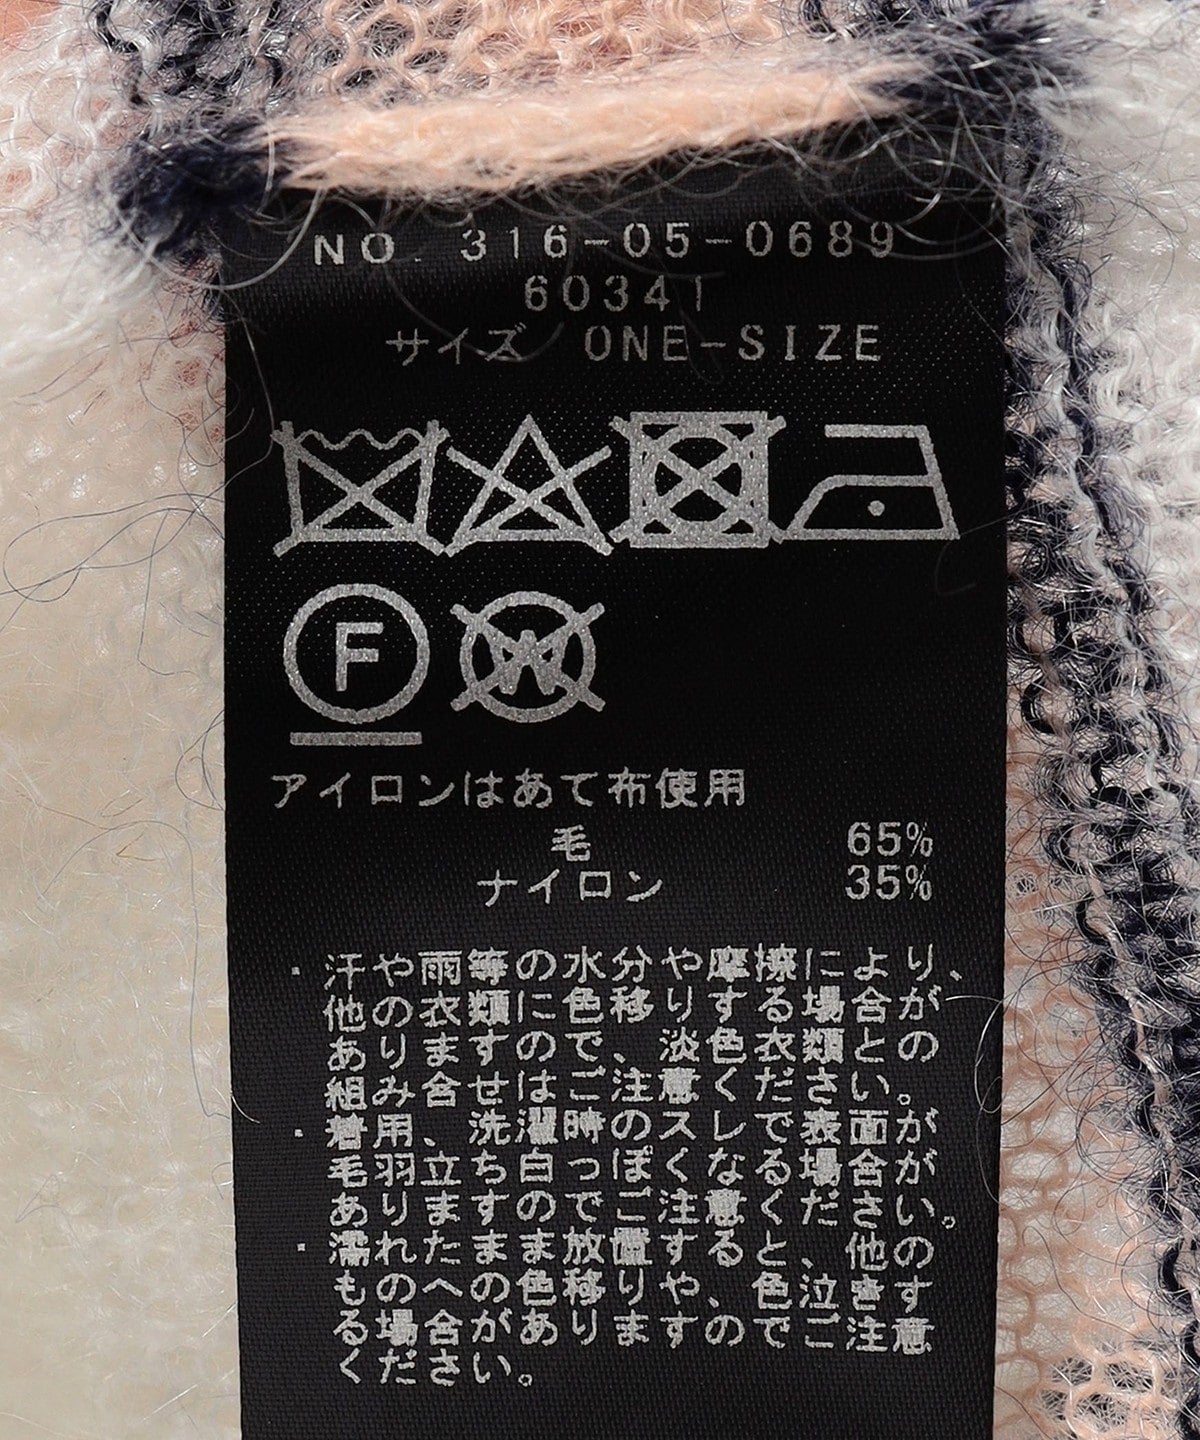 NO. 316-05-0689
60341
サイズ ONE-SIZE
F
W
アイロンはあて布使用
毛 65%
ナイロン 35%
・汗や雨等の水分や摩擦により、
他の衣類に色移りする場合が
ありますので、淡色衣類との
組み合せはご注意ください。
・着用、洗濯時のスレで表面が
毛羽立ち白っぽくなる場合が
ありますのでご注意ください。
・濡れたまま放置すると、他の
ものへの色移りや、色泣きす
る場合がありますのでご注意
ください。